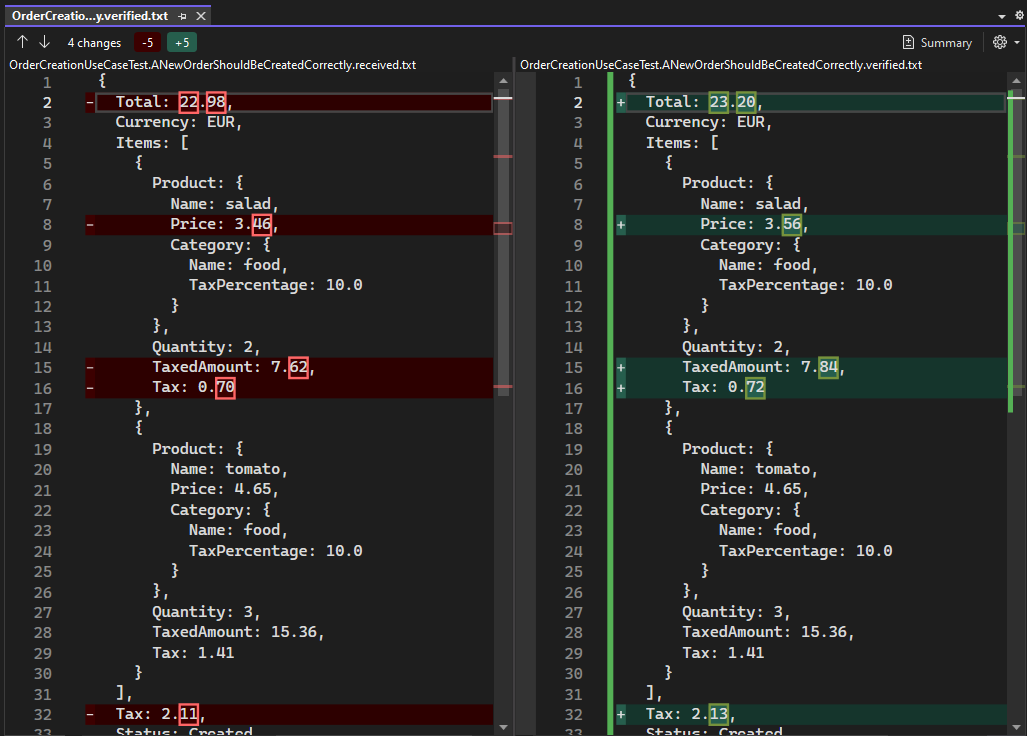 OrderCreatio...y.verified.txt
4 changes -5 +5 Summary
OrderCreationUseCaseTest.ANewOrderShouldBeCreatedCorrectly.received.txt
1 {
2 - Total: 22.98,
3 Currency: EUR,
4 Items: [
5 {
6 Product: {
7 Name: salad,
8 - Price: 3.46,
9 Category: {
10 Name: food,
11 TaxPercentage: 10.0
12 }
13 },
14 Quantity: 2,
15 - TaxedAmount: 7.62,
16 - Tax: 0.70
17 },
18 {
19 Product: {
20 Name: tomato,
21 Price: 4.65,
22 Category: {
23 Name: food,
24 TaxPercentage: 10.0
25 }
26 },
27 Quantity: 3,
28 TaxedAmount: 15.36,
29 Tax: 1.41
30 }
31 ],
32 - Tax: 2.11,
33 Status: Created
OrderCreationUseCaseTest.ANewOrderShouldBeCreatedCorrectly.verified.txt
1 {
2 + Total: 23.20,
3 Currency: EUR,
4 Items: [
5 {
6 Product: {
7 Name: salad,
8 + Price: 3.56,
9 Category: {
10 Name: food,
11 TaxPercentage: 10.0
12 }
13 },
14 Quantity: 2,
15 + TaxedAmount: 7.84,
16 + Tax: 0.72
17 },
18 {
19 Product: {
20 Name: tomato,
21 Price: 4.65,
22 Category: {
23 Name: food,
24 TaxPercentage: 10.0
25 }
26 },
27 Quantity: 3,
28 TaxedAmount: 15.36,
29 Tax: 1.41
30 }
31 ],
32 + Tax: 2.13,
33 Status: Created